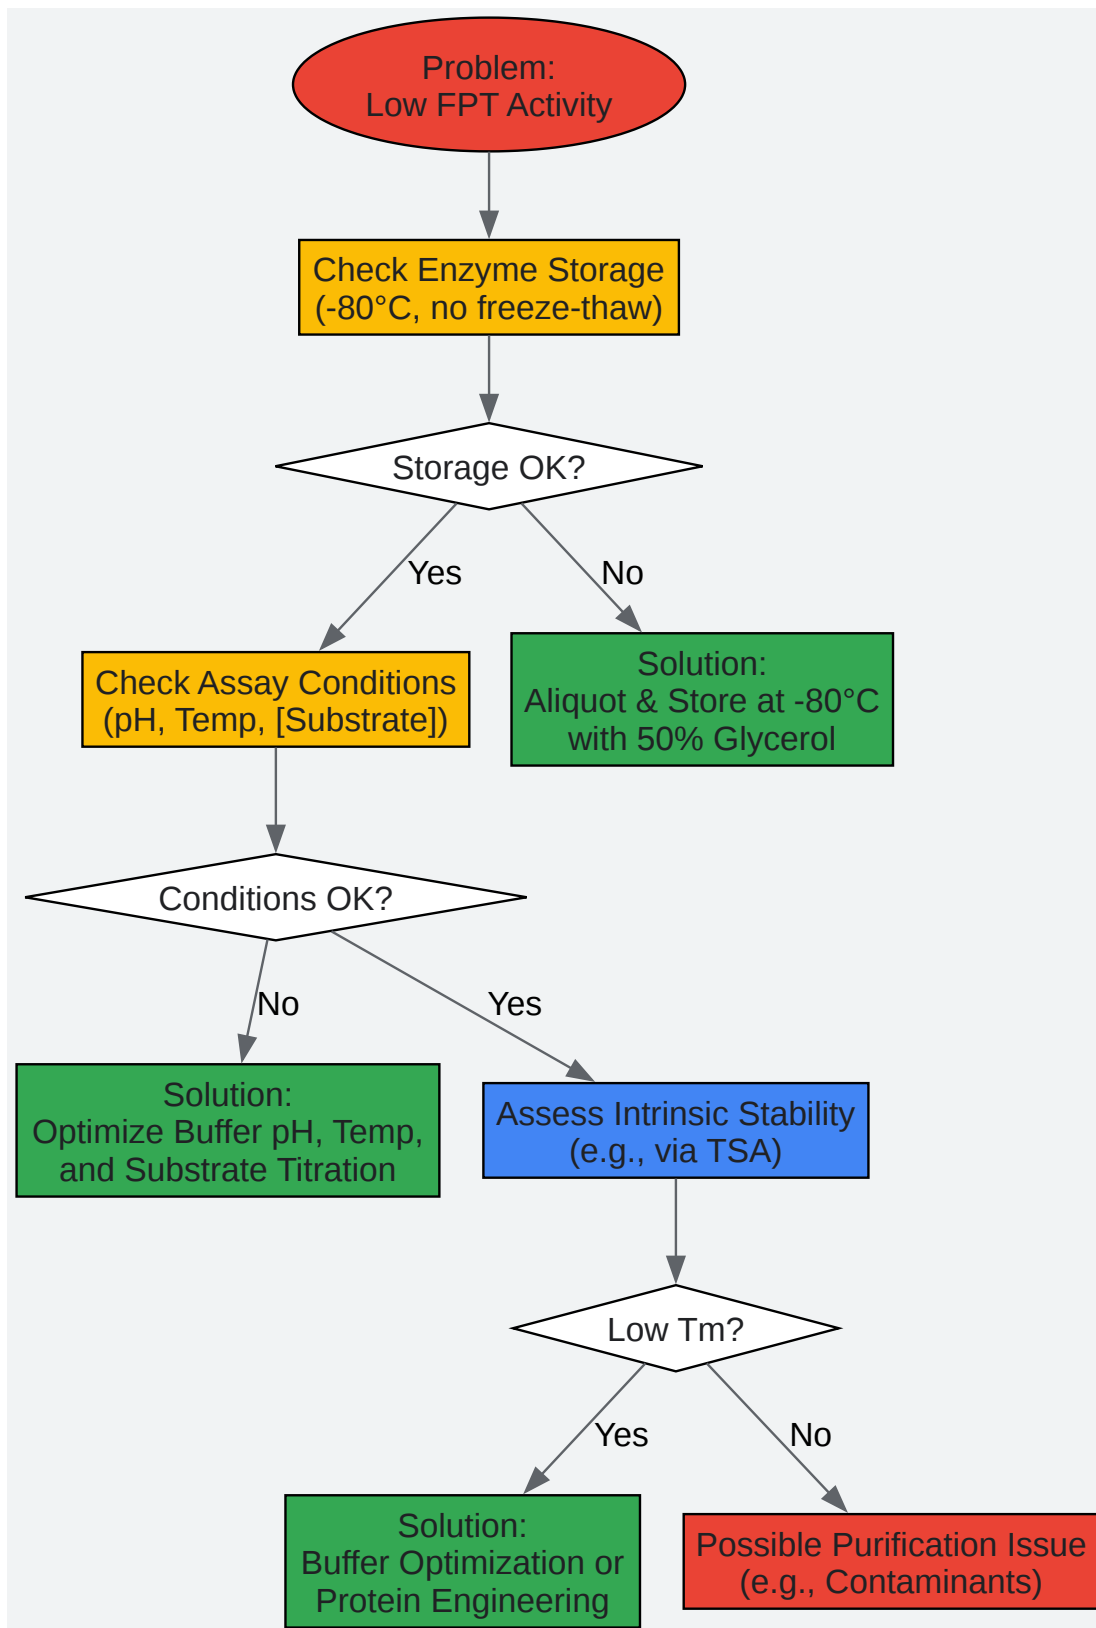 Problem:
Low FPT Activity
Check Enzyme Storage
(-80°C, no freeze-thaw)
Storage OK?
Yes
No
Check Assay Conditions
(pH, Temp, [Substrate])
Solution:
Aliquot & Store at -80°C
with 50% Glycerol
Conditions OK?
No
Yes
Solution:
Optimize Buffer pH, Temp,
and Substrate Titration
Assess Intrinsic Stability
(e.g., via TSA)
Low Tm?
Yes
No
Solution:
Buffer Optimization or
Protein Engineering
Possible Purification Issue
(e.g., Contaminants)